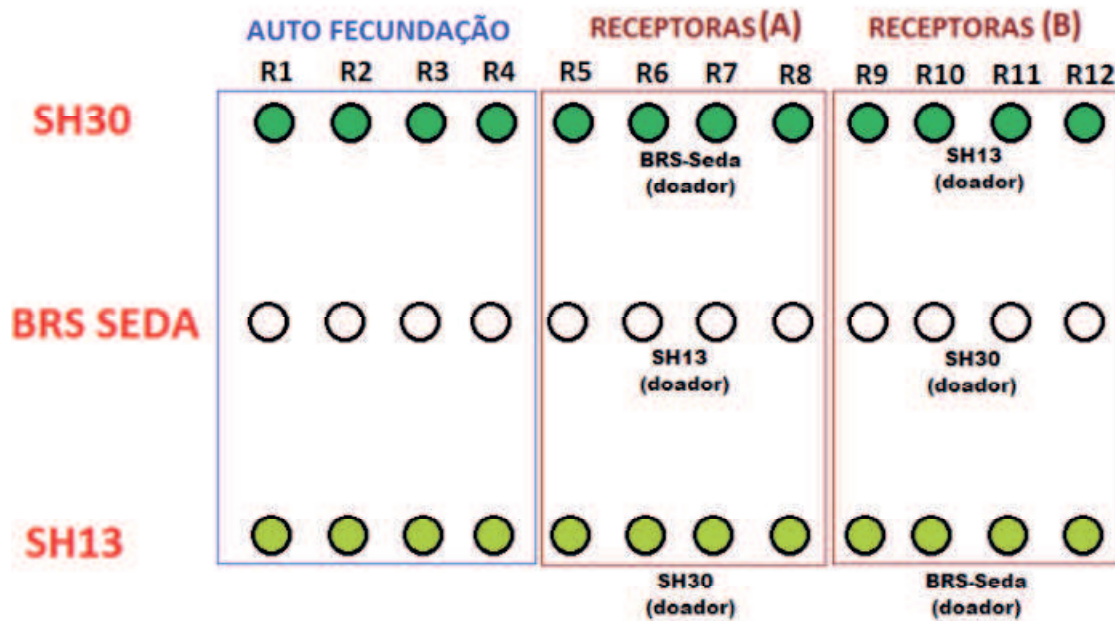 AUTO FECUNDAÇÃO RECEPTORAS (A) RECEPTORAS (B)
R1 R2 R3 R4 R5 R6 R7 R8 R9 R10 R11 R12
SH30
BRS-Seda SH13
(doador) (doador)
BRS SEDA
SH13 SH30
(doador) (doador)
SH13
SH30 BRS-Seda
(doador) (doador)